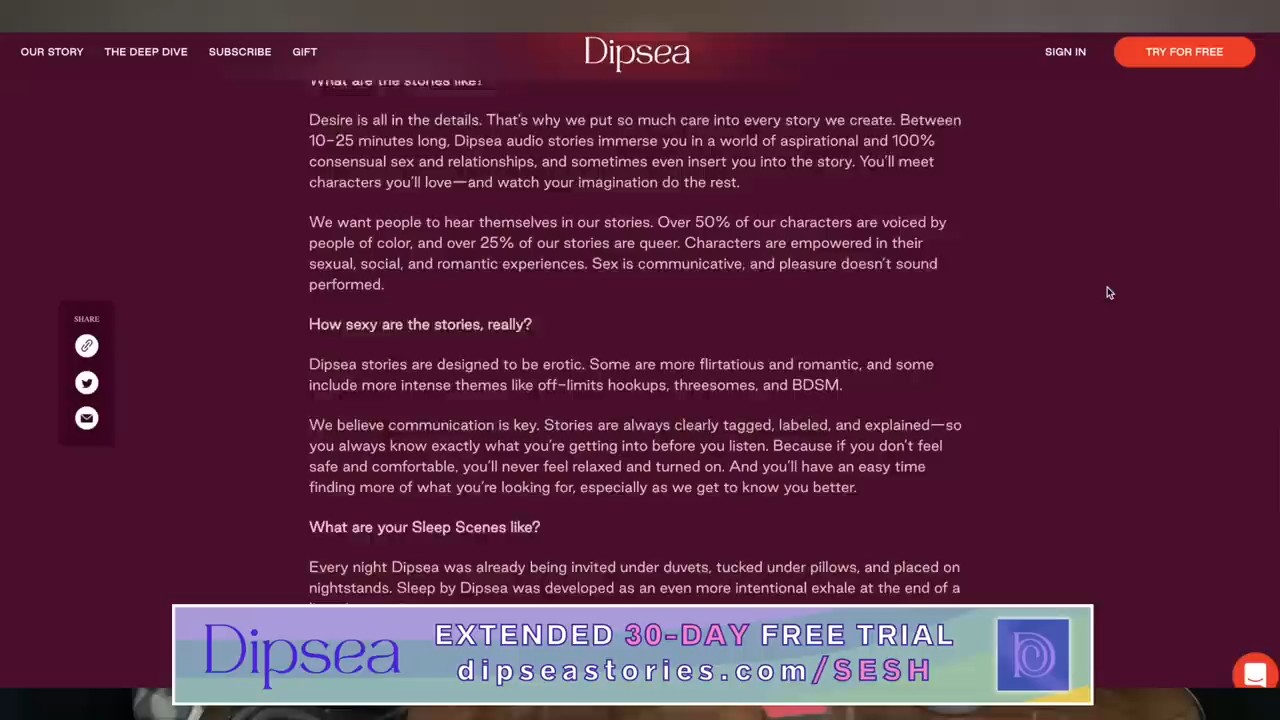 OUR STORY THE DEEP DIVE SUBSCRIBE GIFT Dipsea SIGN IN TRY FOR FREE
What are the stories like?
Desire is all in the details. That's why we put so much care into every story we create. Between
10–25 minutes long, Dipsea audio stories immerse you in a world of aspirational and 100%
consensual sex and relationships, and sometimes even insert you into the story. You'll meet
characters you'll love—and watch your imagination do the rest.
We want people to hear themselves in our stories. Over 50% of our characters are voiced by
people of color, and over 25% of our stories are queer. Characters are empowered in their
sexual, social, and romantic experiences. Sex is communicative, and pleasure doesn't sound
performed.
SHARE
How sexy are the stories, really?
Dipsea stories are designed to be erotic. Some are more flirtatious and romantic, and some
include more intense themes like off-limits hookups, threesomes, and BDSM.
We believe communication is key. Stories are always clearly tagged, labeled, and explained—so
you always know exactly what you're getting into before you listen. Because if you don't feel
safe and comfortable, you'll never feel relaxed and turned on. And you'll have an easy time
finding more of what you're looking for, especially as we get to know you better.
What are your Sleep Scenes like?
Every night Dipsea was already being invited under duvets, tucked under pillows, and placed on
nightstands. Sleep by Dipsea was developed as an even more intentional exhale at the end of a
Dipsea
EXTENDED 30-DAY FREE TRIAL
dipseastories.com/SESH